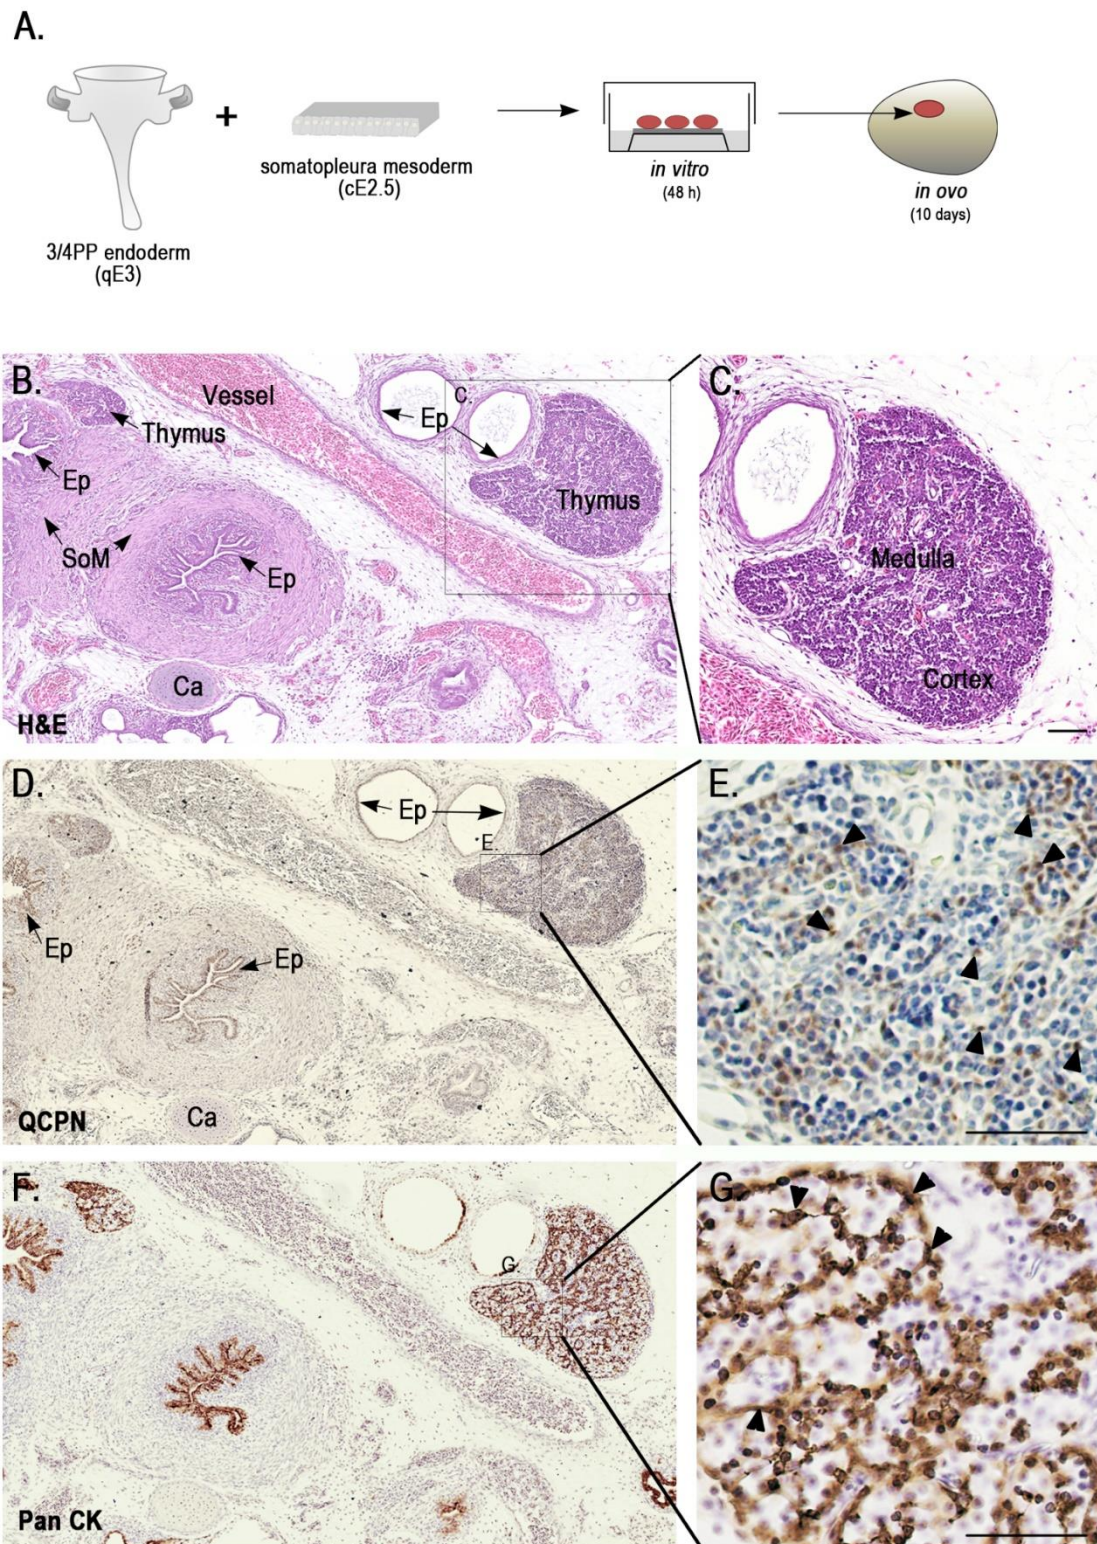 A.
+
3/4PP endoderm
(qE3)
somatopleura mesoderm
(cE2.5)
in vitro
(48 h)
in ovo
(10 days)
B.
Vessel
Thymus
Ep
SoM
Ep
Ep
C.
Thymus
Ca
H&E
C.
Medulla
Cortex
D.
Ep
E.
Ep
Ep
Ca
QCPN
E.
F.
G.
Pan CK
G.